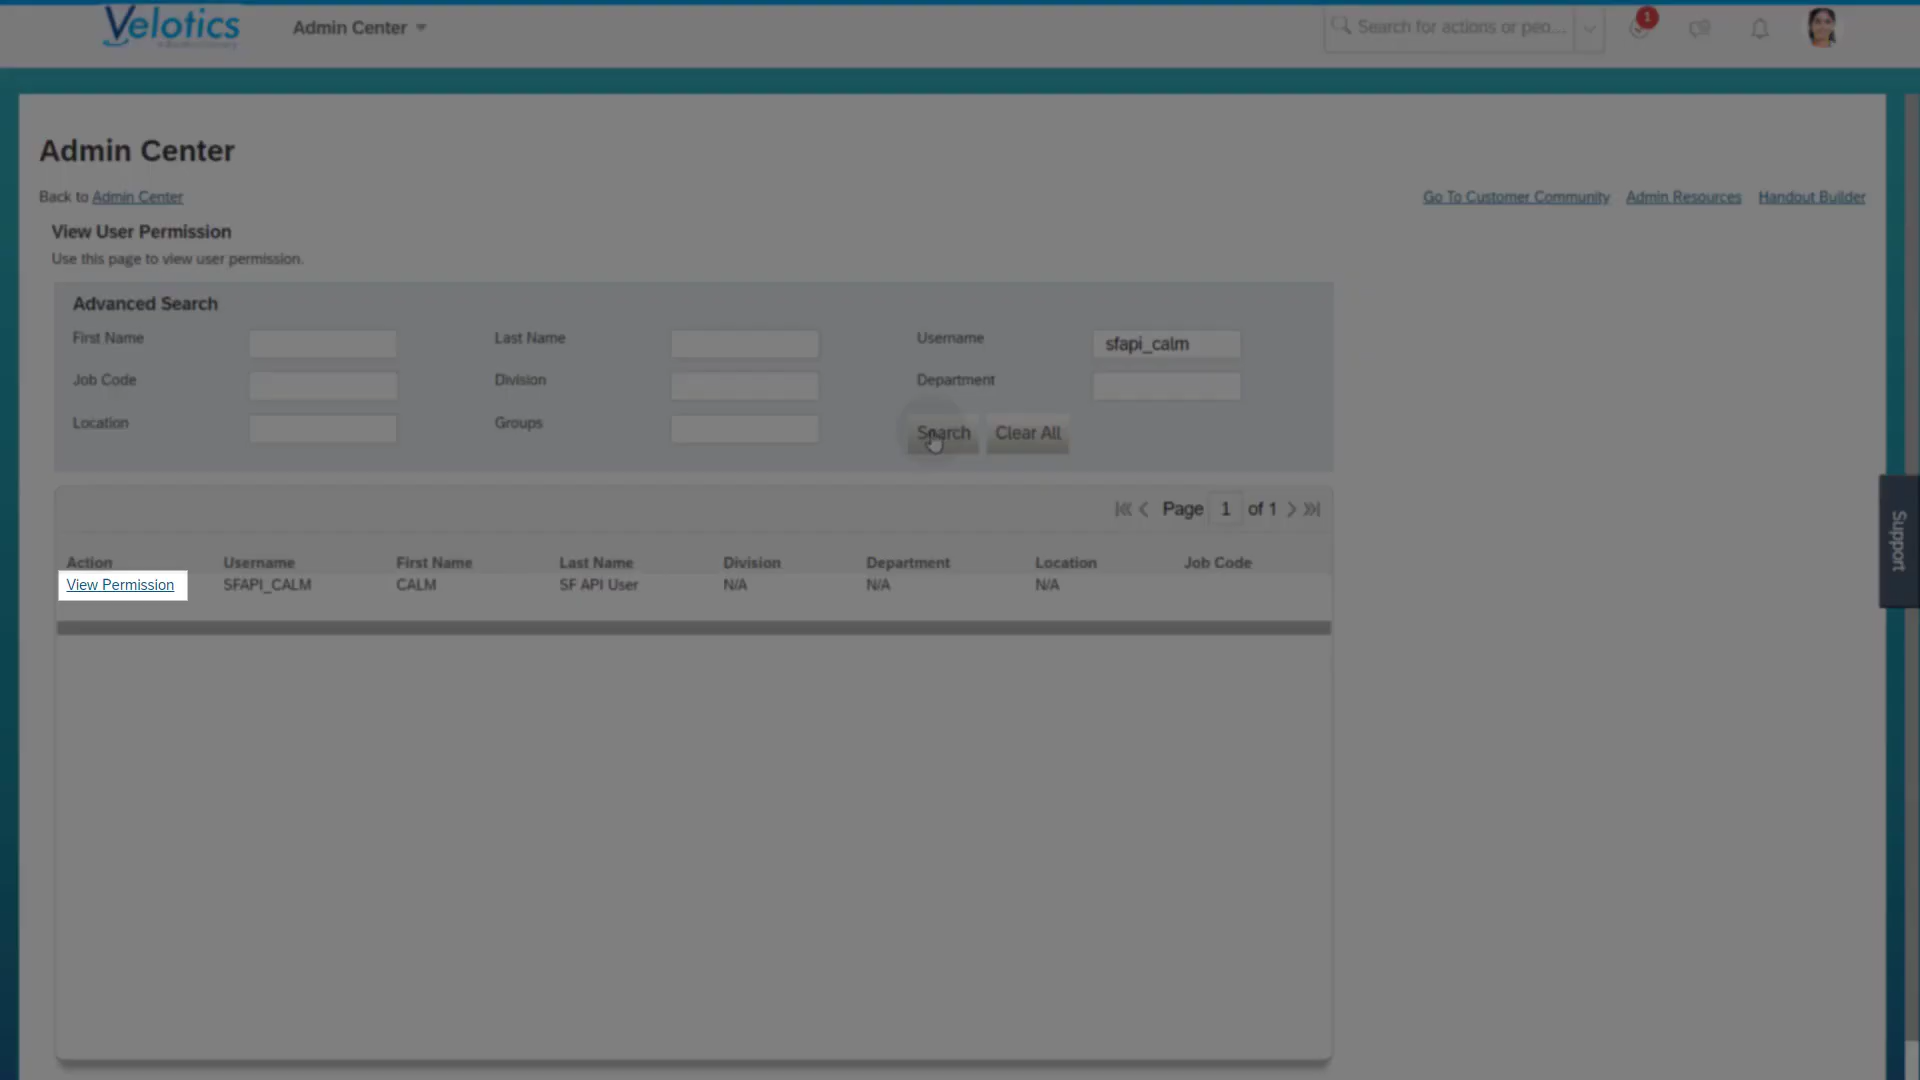 Velotics
Admin Center
Search for actions or peo...
1
Admin Center
Back to Admin Center
Go To Customer Community Admin Resources Handout Builder
View User Permission
Use this page to view user permission.
Advanced Search
First Name Last Name Username sfapi_calm
Job Code Division Department
Location Groups Search Clear All
Page 1 of 1
Action Username First Name Last Name Division Department Location Job Code
View Permission SFAPI_CALM CALM SF API User N/A N/A N/A
Support